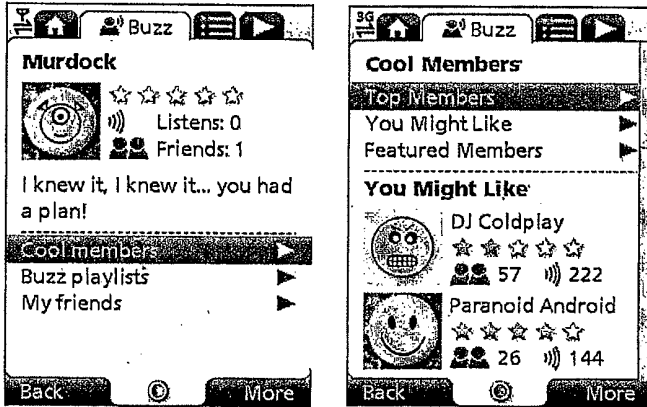 Buzz
Murdock
Listens: 0
Friends: 1
I knew it, I knew it... you had
a plan!
Cool members
Buzz playlists
My friends
Back
More
3G
Buzz
Cool Members
Top Members
You Might Like
Featured Members
You Might Like
DJ Coldplay
57
222
Paranoid Android
26
144
Back
More